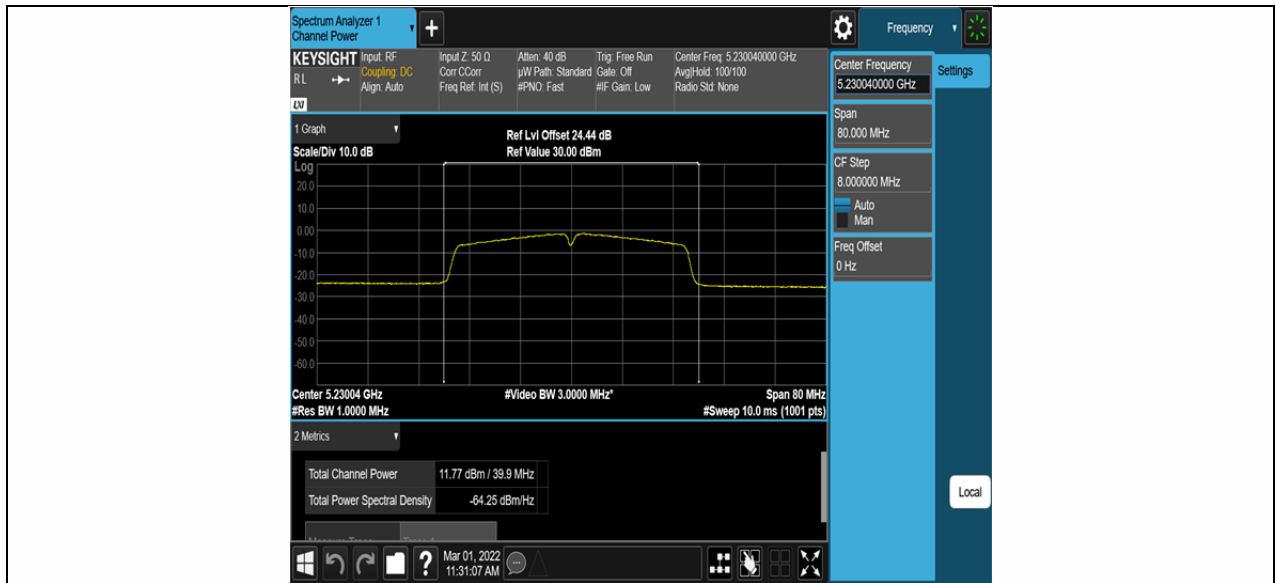 Spectrum Analyzer 1
Channel Power
+
Frequency
KEYSIGHT
RL
LXI
Input: RF
Coupling: DC
Align: Auto
Input Z: 50 Ω
Corr CCorr
Freq Ref: Int (S)
Atten: 40 dB
µW Path: Standard
#PNO: Fast
Trig: Free Run
Gate: Off
#IF Gain: Low
Center Freq: 5.230040000 GHz
Avg|Hold: 100/100
Radio Std: None
Center Frequency
5.230040000 GHz
Settings
Span
80.000 MHz
CF Step
8.000000 MHz
Auto
Man
Freq Offset
0 Hz
Local
1 Graph
Scale/Div 10.0 dB
Ref Lvl Offset 24.44 dB
Ref Value 30.00 dBm
Log
20.0
10.0
0.00
-10.0
-20.0
-30.0
-40.0
-50.0
-60.0
Center 5.23004 GHz
#Res BW 1.0000 MHz
#Video BW 3.0000 MHz*
Span 80 MHz
#Sweep 10.0 ms (1001 pts)
2 Metrics
Total Channel Power 11.77 dBm / 39.9 MHz
Total Power Spectral Density -64.25 dBm/Hz
?
Mar 01, 2022
11:31:07 AM